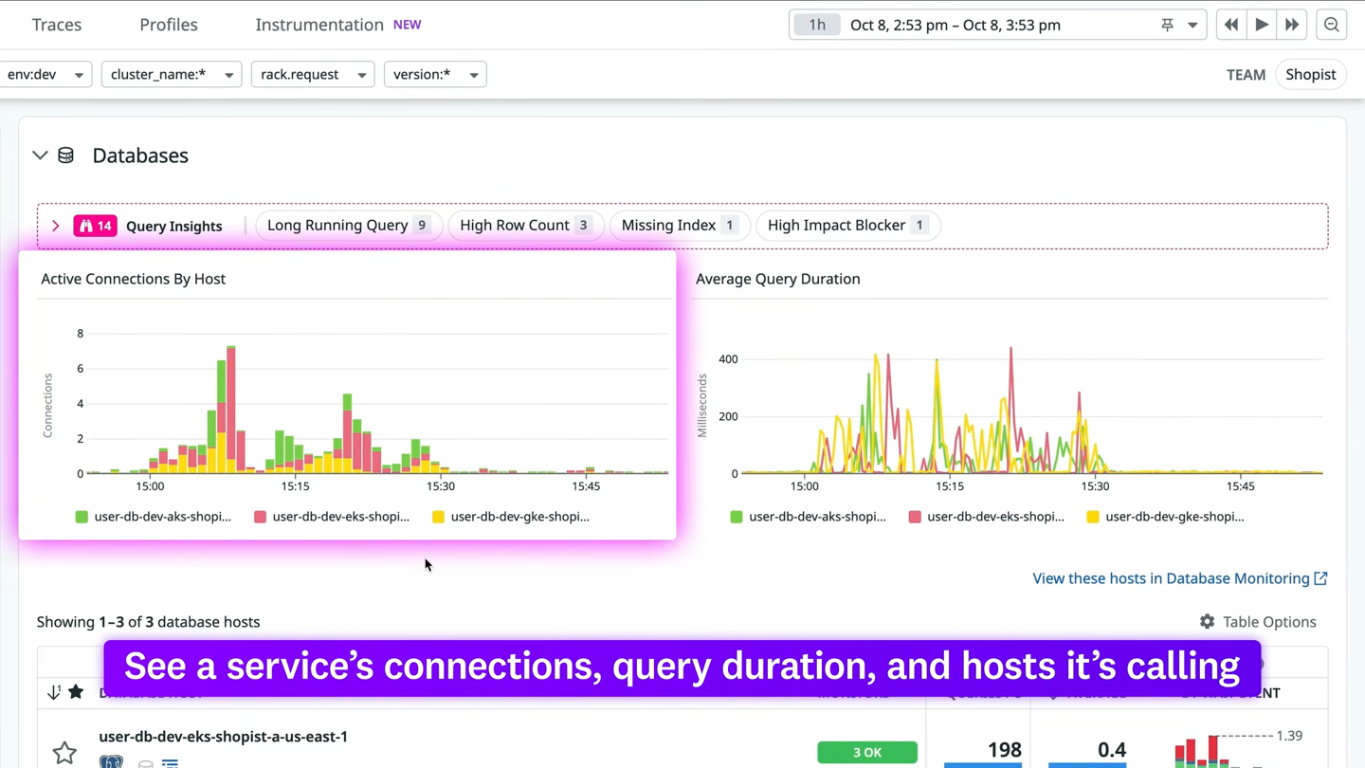 Traces Profiles Instrumentation NEW 1h Oct 8, 2:53 pm – Oct 8, 3:53 pm
env:dev cluster_name:* rack.request version:* TEAM Shopist
Databases
14 Query Insights Long Running Query 9 High Row Count 3 Missing Index 1 High Impact Blocker 1
Active Connections By Host
Connections
8
6
4
2
0
15:00 15:15 15:30 15:45
user-db-dev-aks-shopi... user-db-dev-eks-shopi... user-db-dev-gke-shopi...
Average Query Duration
Milliseconds
400
200
0
15:00 15:15 15:30 15:45
user-db-dev-aks-shopi... user-db-dev-eks-shopi... user-db-dev-gke-shopi...
View these hosts in Database Monitoring
Showing 1–3 of 3 database hosts Table Options
See a service's connections, query duration, and hosts it's calling
user-db-dev-eks-shopist-a-us-east-1
3 OK 198 0.4 1.39